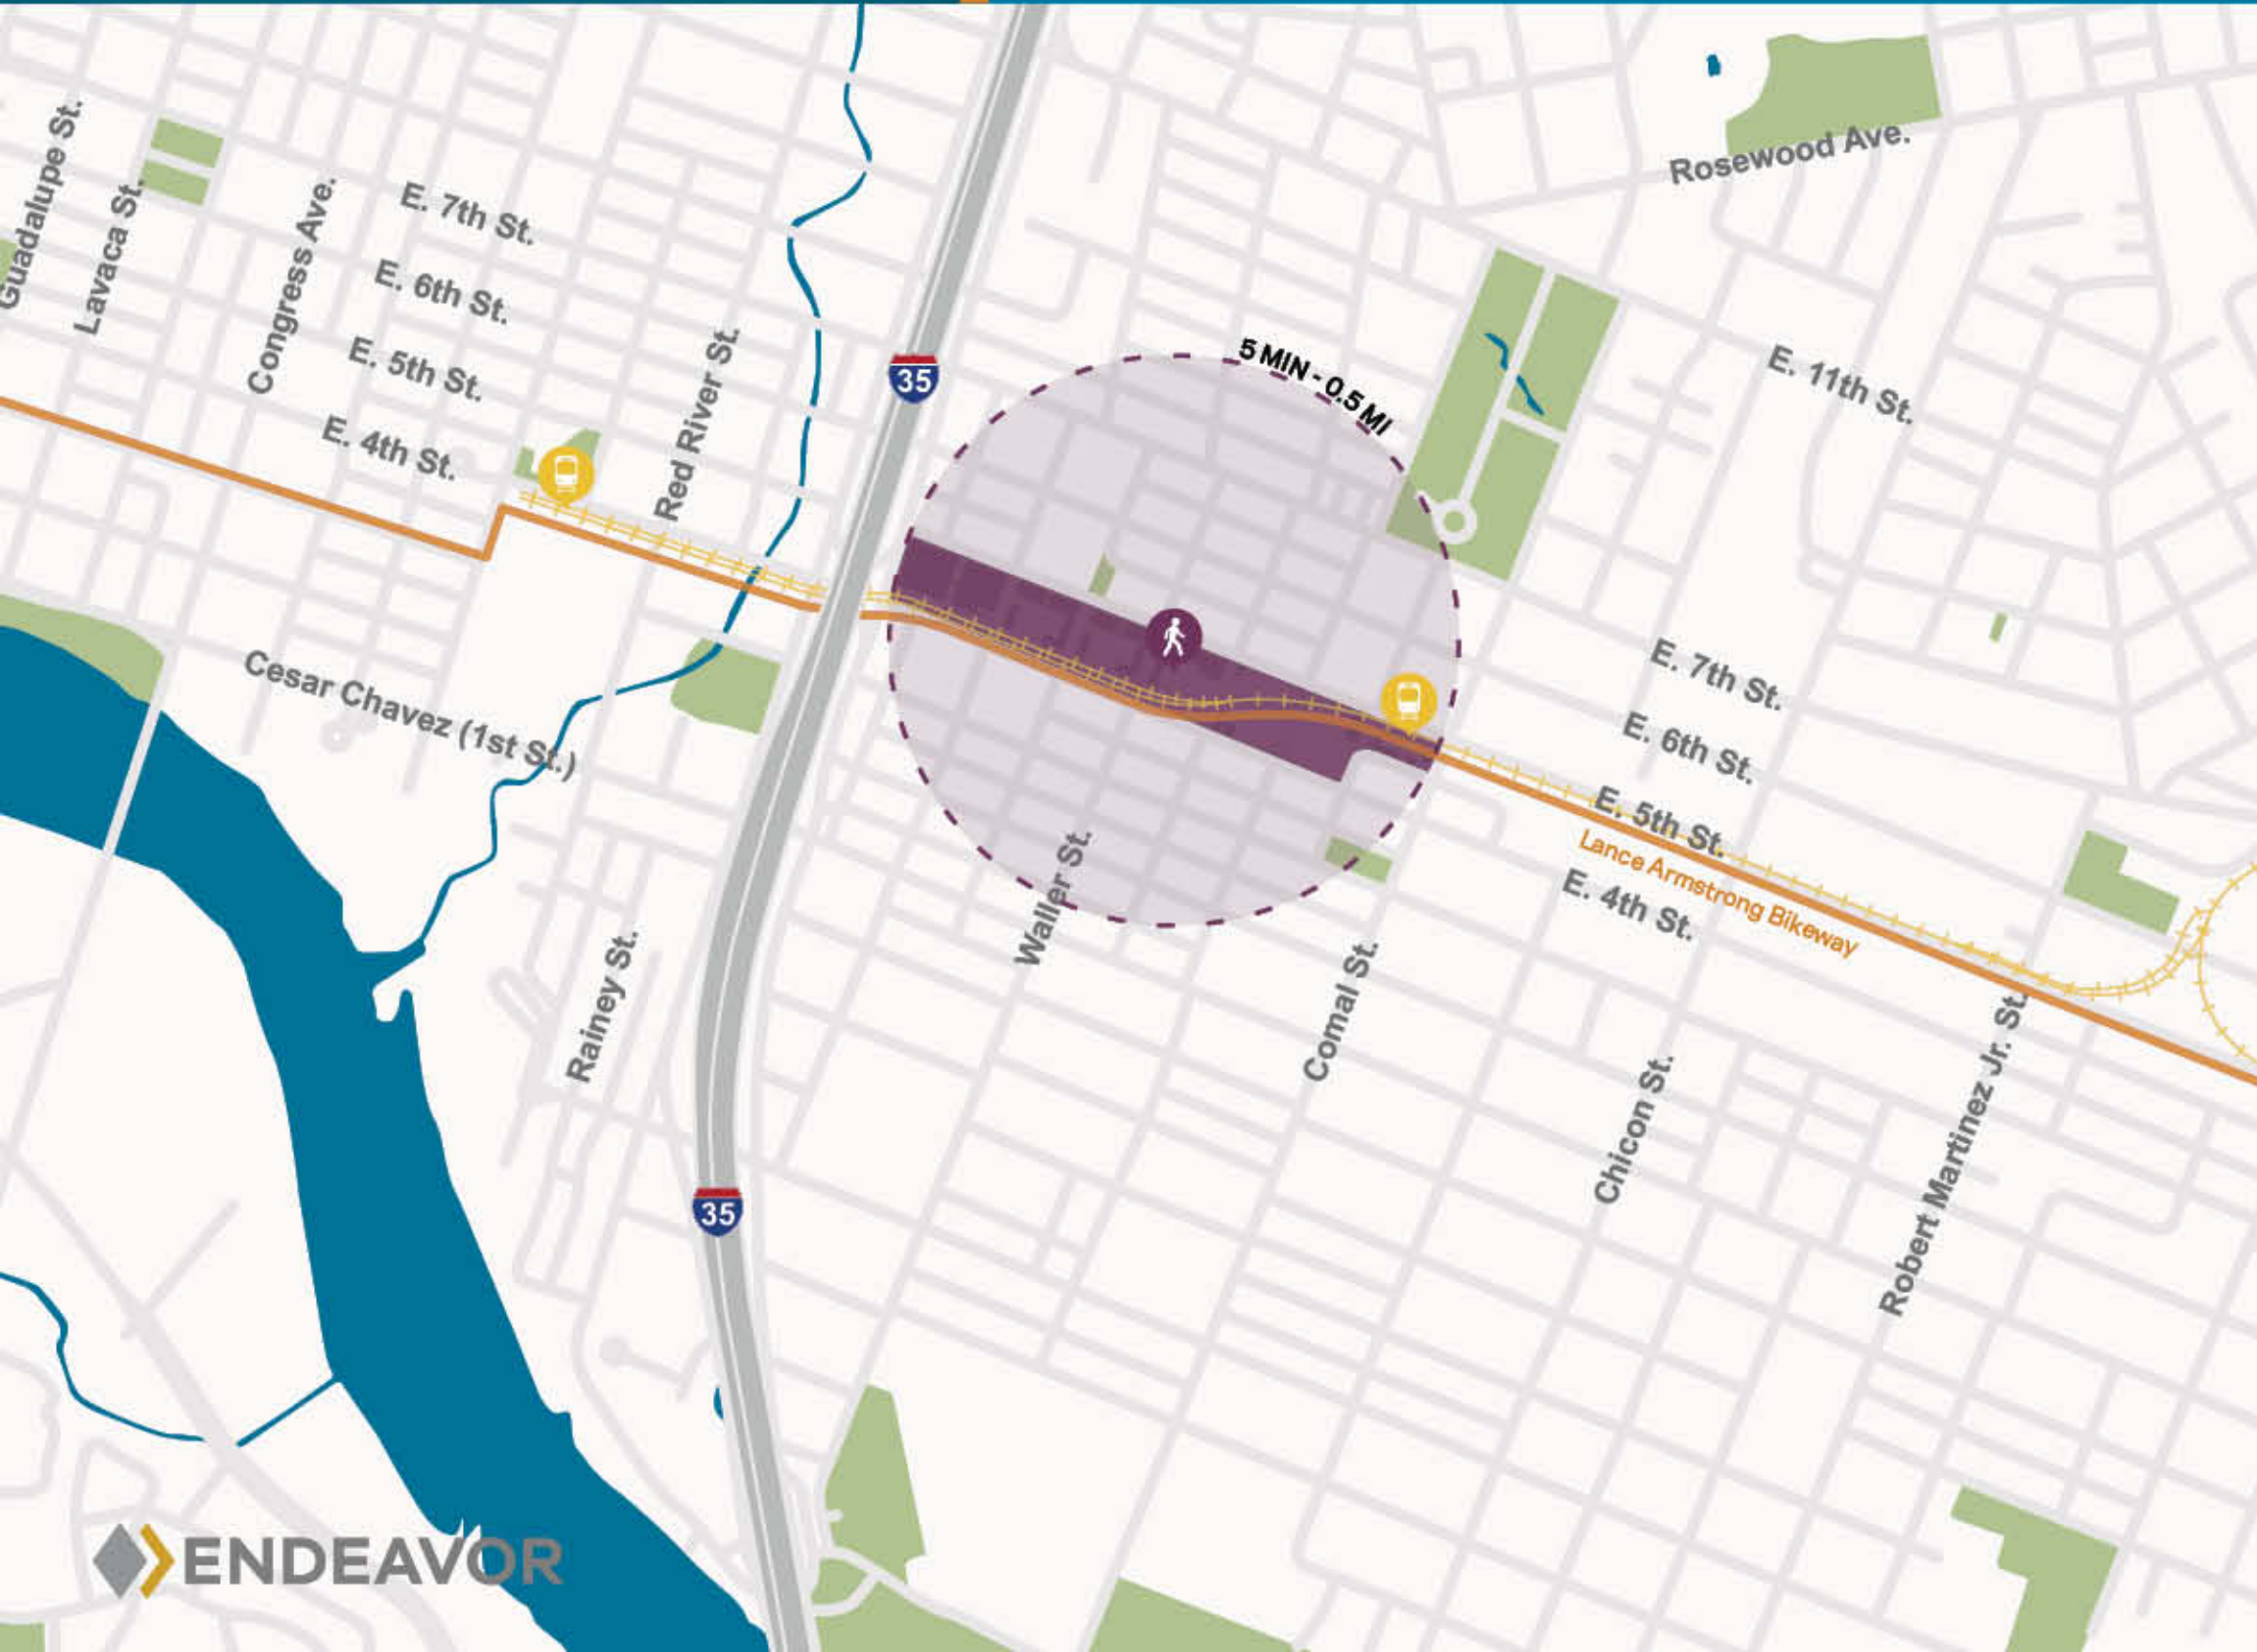 Guadalupe St.
Lavaca St.
Congress Ave.
E. 7th St.
E. 6th St.
E. 5th St.
E. 4th St.
Red River St.
35
5 MIN - 0.5 MI
Rosewood Ave.
E. 11th St.
Cesar Chavez (1st St.)
E. 7th St.
E. 6th St.
E. 5th St.
Lance Armstrong Bikeway
E. 4th St.
Waller St.
Rainey St.
Comal St.
Chicon St.
Robert Martinez Jr. St.
35
ENDEAVOR